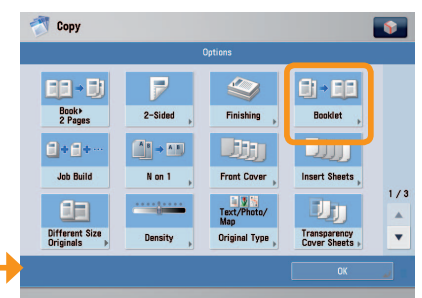 Copy
Options
Book▸
2 Pages
2-Sided
Finishing
Booklet
Job Build
N on 1
Front Cover
Insert Sheets
1 / 3
Different Size
Originals
Density
Text/Photo/
Map
Original Type
Transparency
Cover Sheets
OK